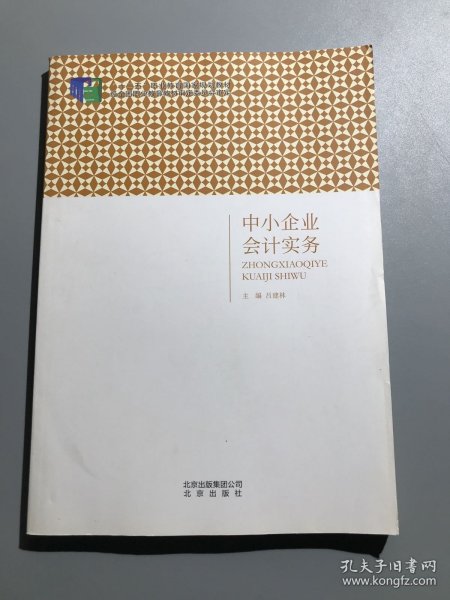 中小企业
会计实务
ZHONGXIAOQIYE
KUAIJI SHIWU
主 编 吕建林
北京出版集团公司
北 京 出 版 社
孔夫子旧书网
www.kongfz.com